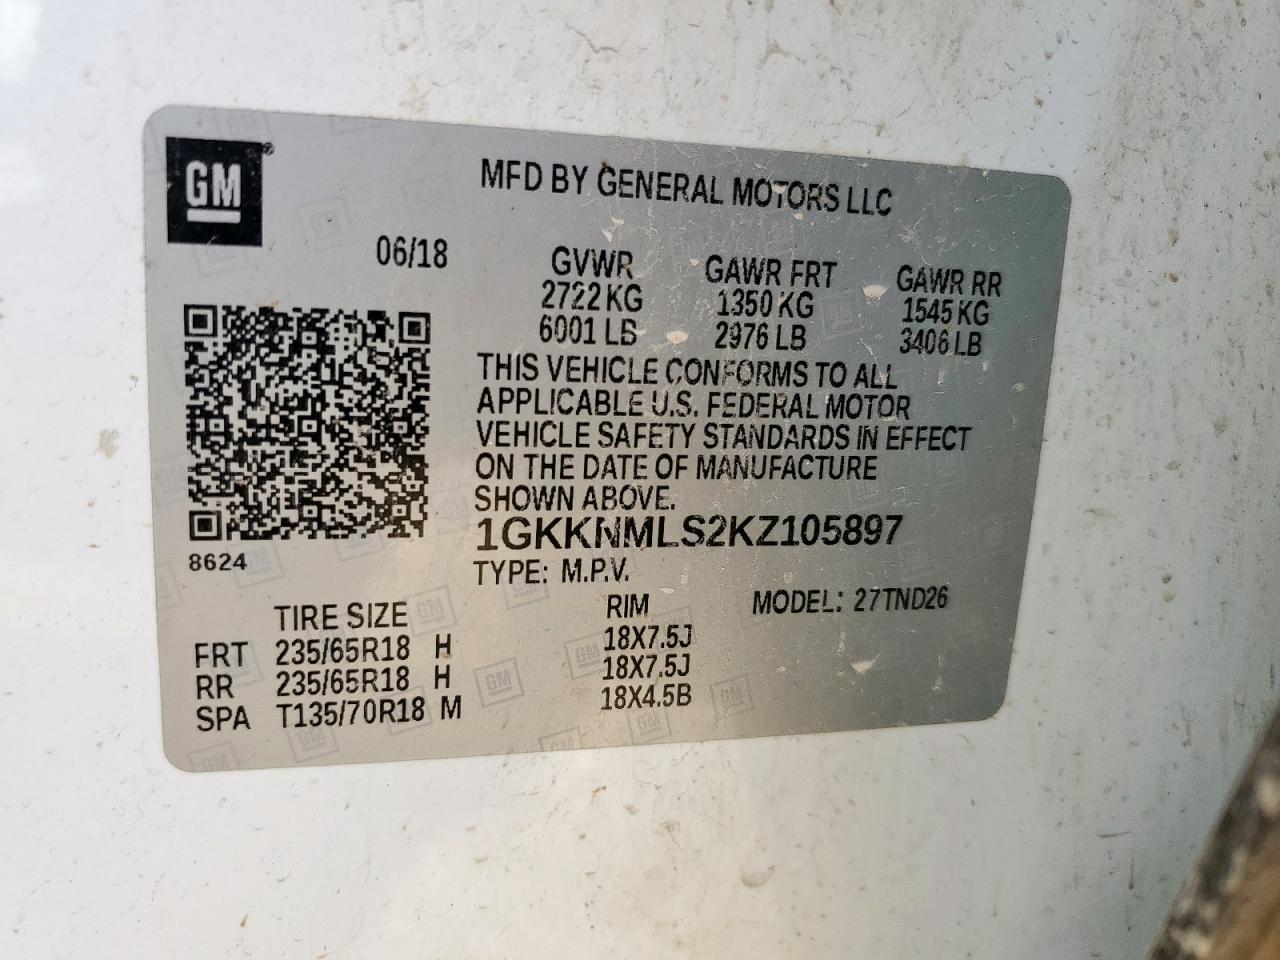 GM
MFD BY GENERAL MOTORS LLC
06/18
GVWR GAWR FRT GAWR RR
2722 KG 1350 KG 1545 KG
6001 LB 2976 LB 3406 LB
THIS VEHICLE CONFORMS TO ALL
APPLICABLE U.S. FEDERAL MOTOR
VEHICLE SAFETY STANDARDS IN EFFECT
ON THE DATE OF MANUFACTURE
SHOWN ABOVE.
1GKKNMLS2KZ105897
8624
TYPE: M.P.V.
MODEL: 27TND26
TIRE SIZE RIM
FRT 235/65R18 H 18X7.5J
RR 235/65R18 H 18X7.5J
SPA T135/70R18 M 18X4.5B